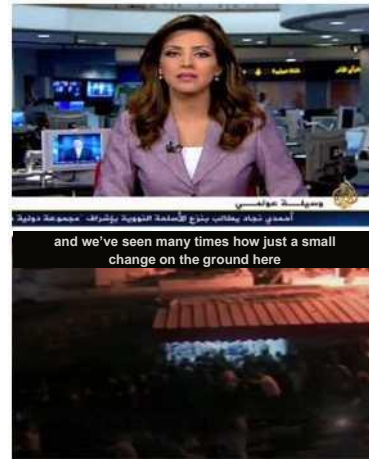 وسيلة عولمي
أحمدي نجاد يطالب بنزع الأسلحة النووية بإشراف "مجموعة دولية
and we've seen many times how just a small
change on the ground here